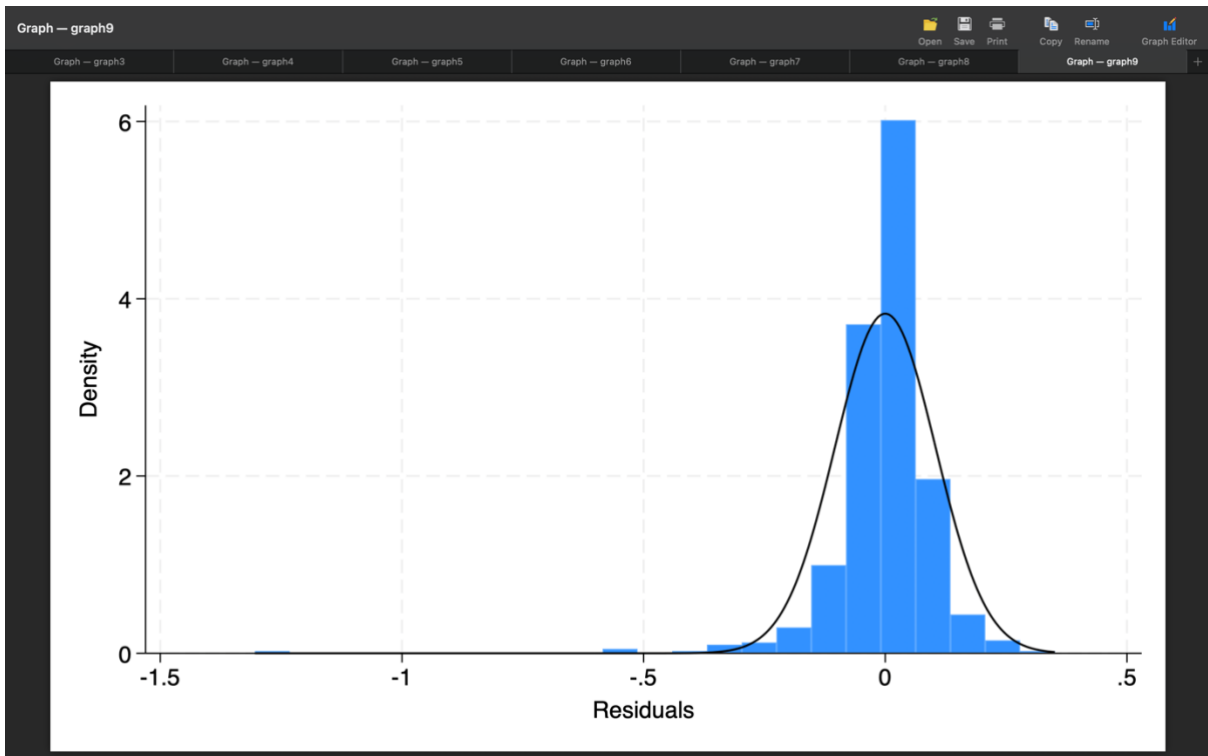 Graph — graph9
Open Save Print Copy Rename Graph Editor
Graph — graph3 Graph — graph4 Graph — graph5 Graph — graph6 Graph — graph7 Graph — graph8 Graph — graph9 +
6
4
Density
2
0
-1.5 -1 -.5 0 .5
Residuals